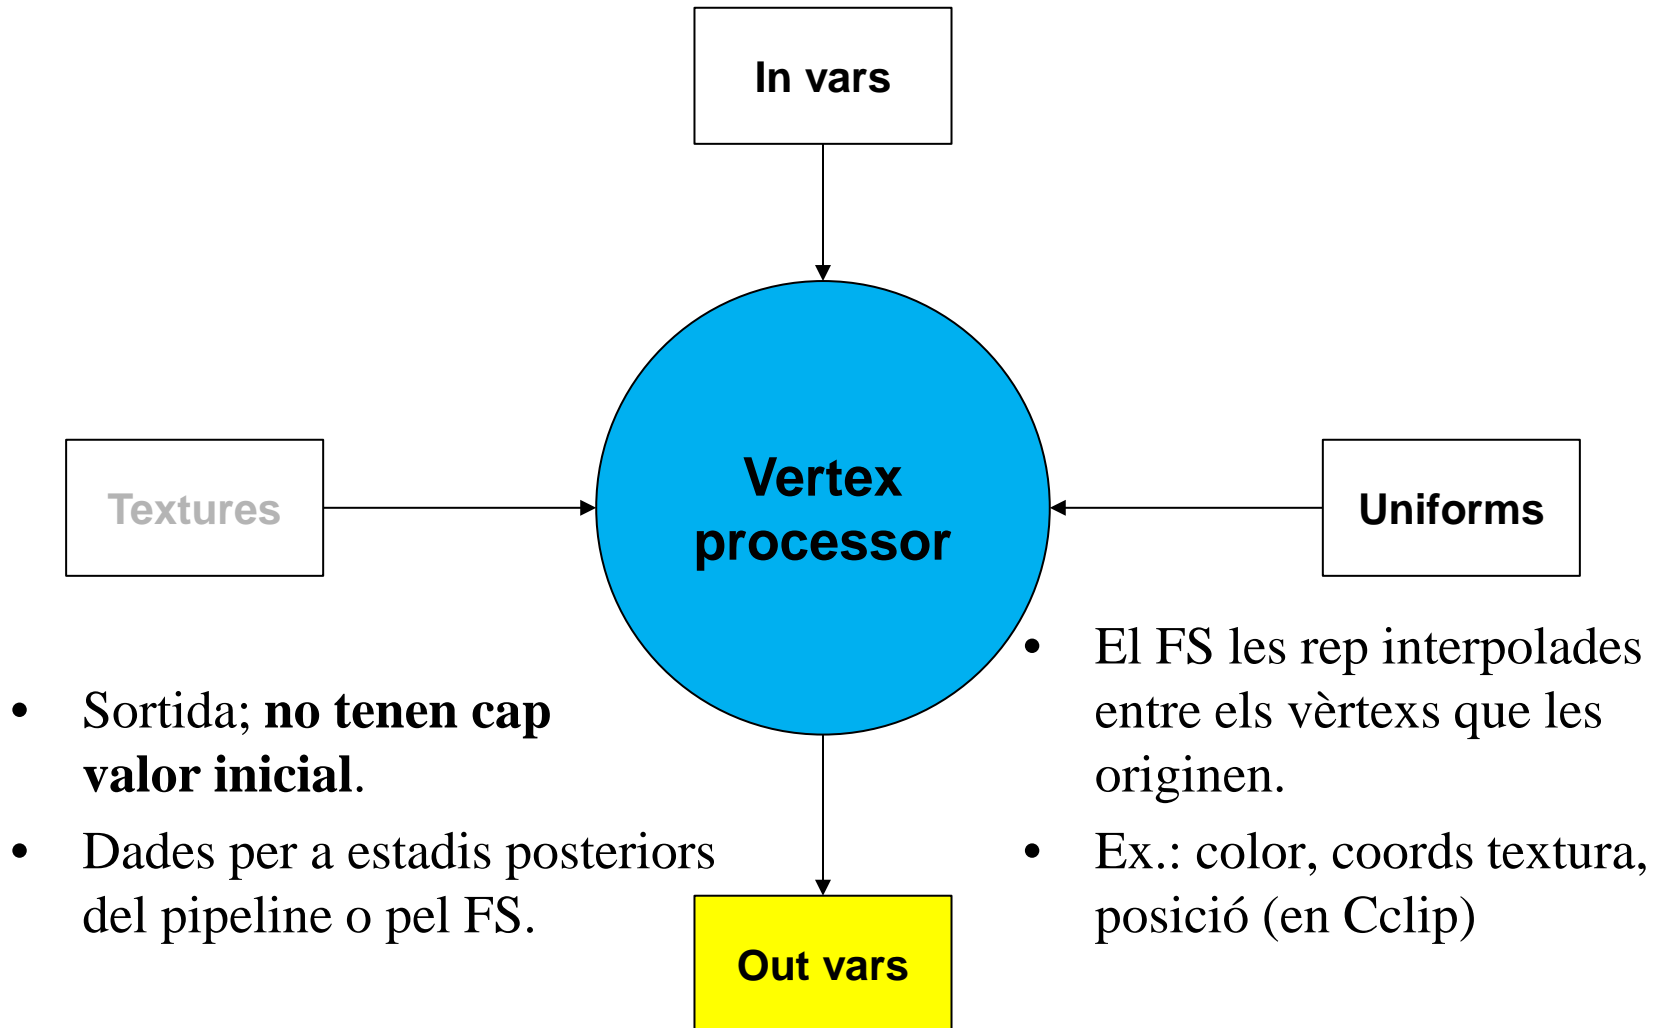 In vars
Textures
Vertex
processor
Uniforms
• Sortida; no tenen cap
valor inicial.
• Dades per a estadis posteriors
del pipeline o pel FS.
• El FS les rep interpolades
entre els vèrtexs que les
originen.
• Ex.: color, coords textura,
posició (en Cclip)
Out vars